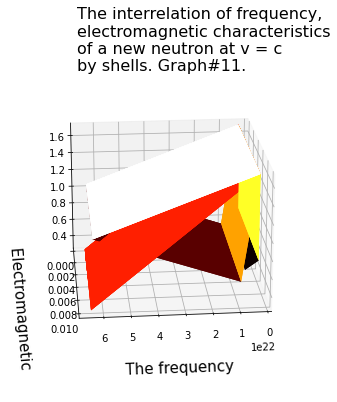 The interrelation of frequency,
electromagnetic characteristics
of a new neutron at v = c
by shells. Graph#11.
1.6
1.4
1.2
1.0
0.8
0.6
0.4
0.000
0.002
0.004
0.006
0.008
0.010
6 5 4 3 2 1 0
1e22
Electromagnetic
The frequency